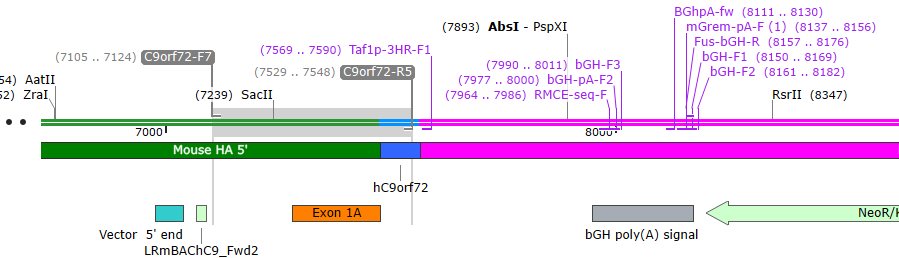 BGhpA-fw (8111 .. 8130)
(7893) AbsI - PspXI
mGrem-pA-F (1) (8137 .. 8156)
(7105 .. 7124) C9orf72-F7
(7569 .. 7590) Taf1p-3HR-F1
Fus-bGH-R (8157 .. 8176)
(7529 .. 7548) C9orf72-R5
(7990 .. 8011) bGH-F3
bGH-F1 (8150 .. 8169)
54) AatII
(7977 .. 8000) bGH-pA-F2
bGH-F2 (8161 .. 8182)
52) ZraI
(7239) SacII
(7964 .. 7986) RMCE-seq-F
RsrII (8347)
7000
8000
Mouse HA 5'
hC9orf72
Exon 1A
NeoR/K
Vector 5' end
bGH poly(A) signal
LRmBAChC9_Fwd2